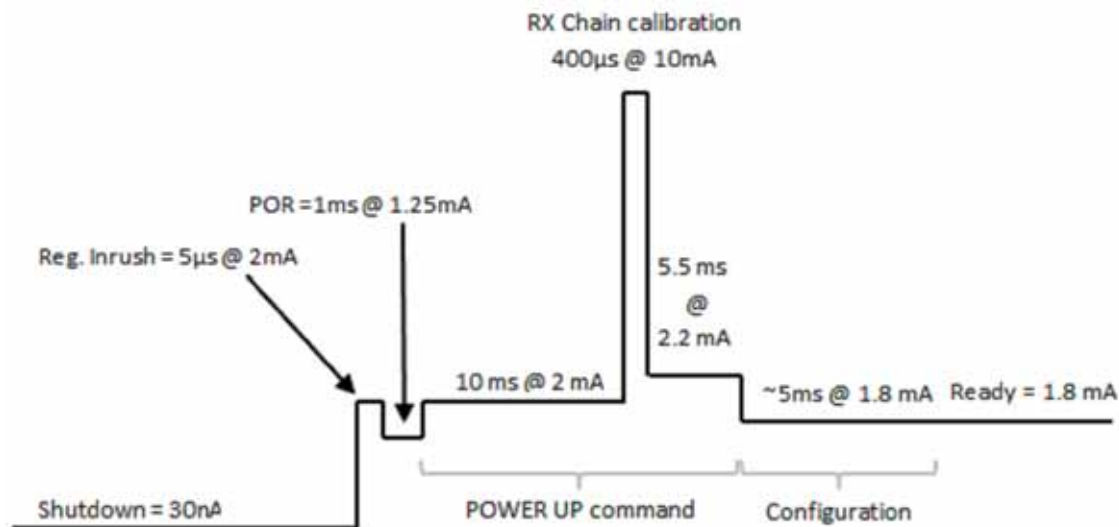 RX Chain calibration
400µs @ 10mA
POR =1ms @ 1.25mA
Reg. Inrush = 5µs @ 2mA
5.5 ms
@
2.2 mA
10 ms @ 2 mA
~5ms @ 1.8 mA
Ready = 1.8 mA
Shutdown = 30nA
POWER UP command
Configuration